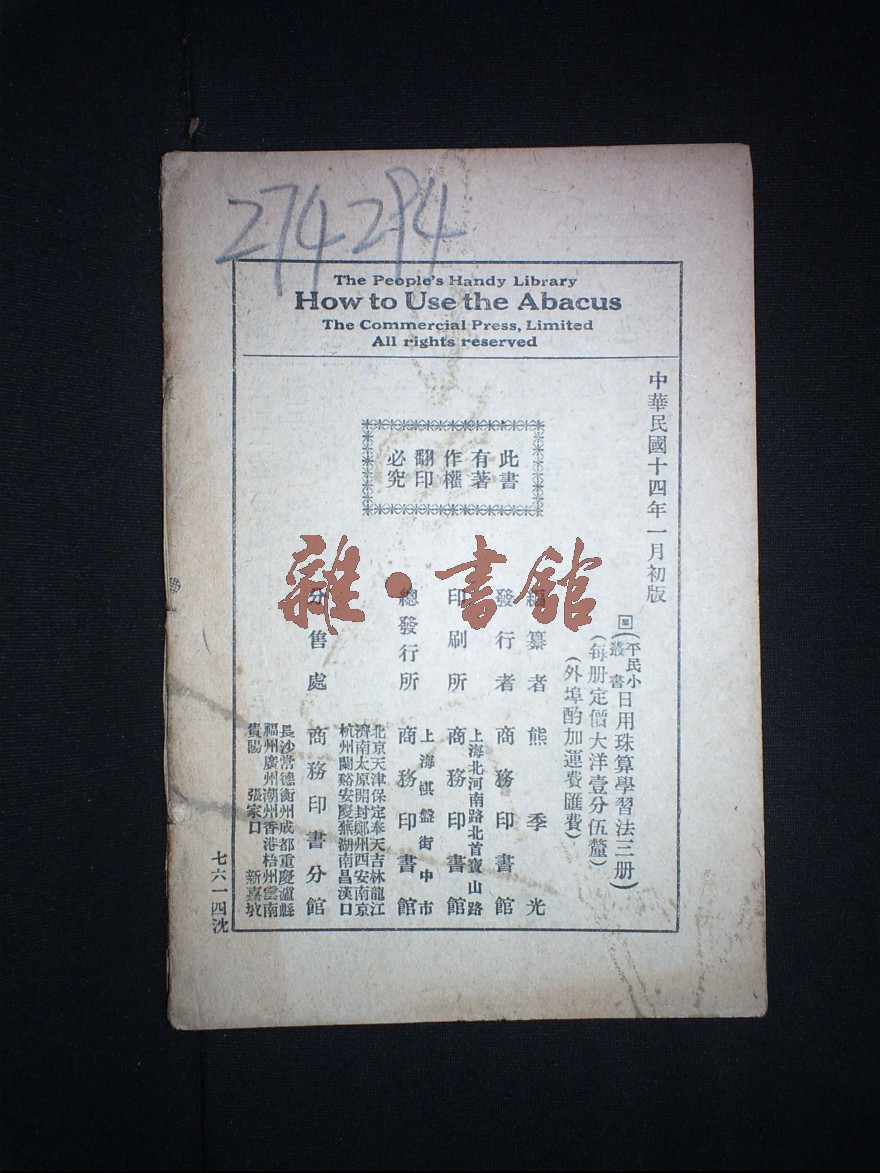 274 294
The People's Handy Library
How to Use the Abacus
The Commercial Press, Limited
All rights reserved
中華民國十四年一月初版
此書
有著
作權
翻印
必究
(平民小叢書日用珠算學習法三册)
(每册定價大洋壹分伍釐)
(外埠酌加運費匯費)
編纂者 熊季光
發行者 商務印書館
上海北河南路北首寶山路
印刷所 商務印書館
上海棋盤街中市
總發行所 商務印書館
分售處 商務印書分館
北京天津保定奉天吉林龍江
濟南太原開封鄭州西安南京
杭州蘭谿安慶蕪湖南昌漢口
長沙常德衡州成都重慶瀘縣
福州廣州潮州香港梧州雲南
貴陽 張家口 新嘉坡
七六一四沈
雜·書館